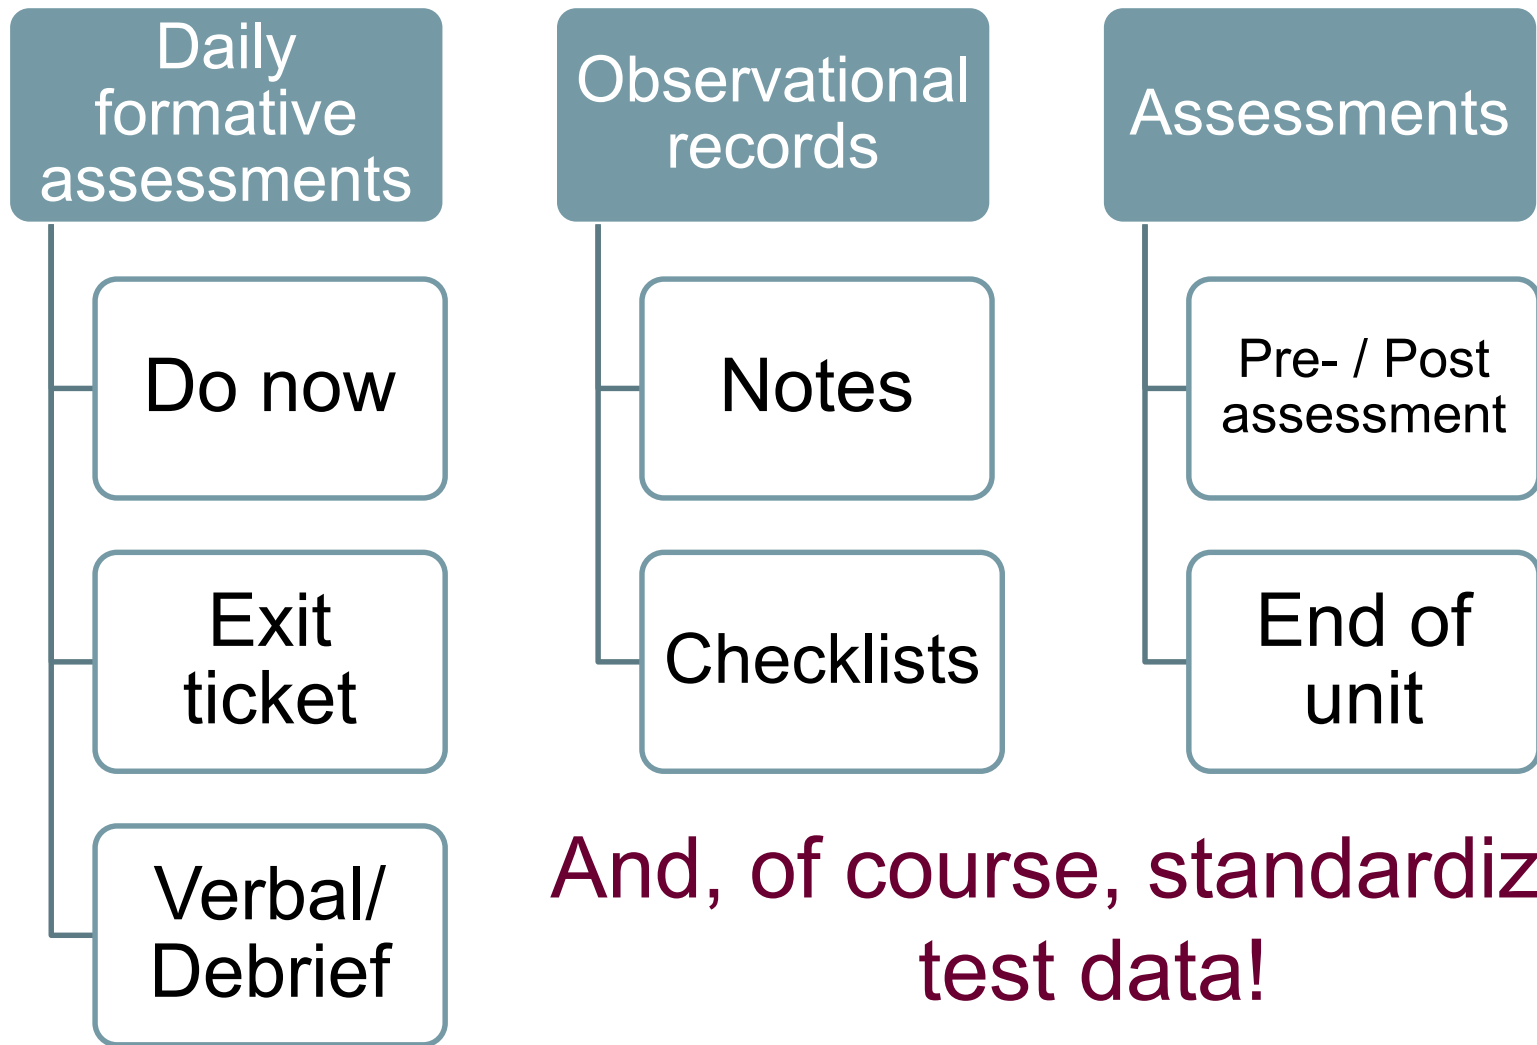 Daily
formative
assessments
Do now
Exit
ticket
Verbal/
Debrief
Observational
records
Notes
Checklists
Assessments
Pre- / Post
assessment
End of
unit
And, of course, standardiz
test data!